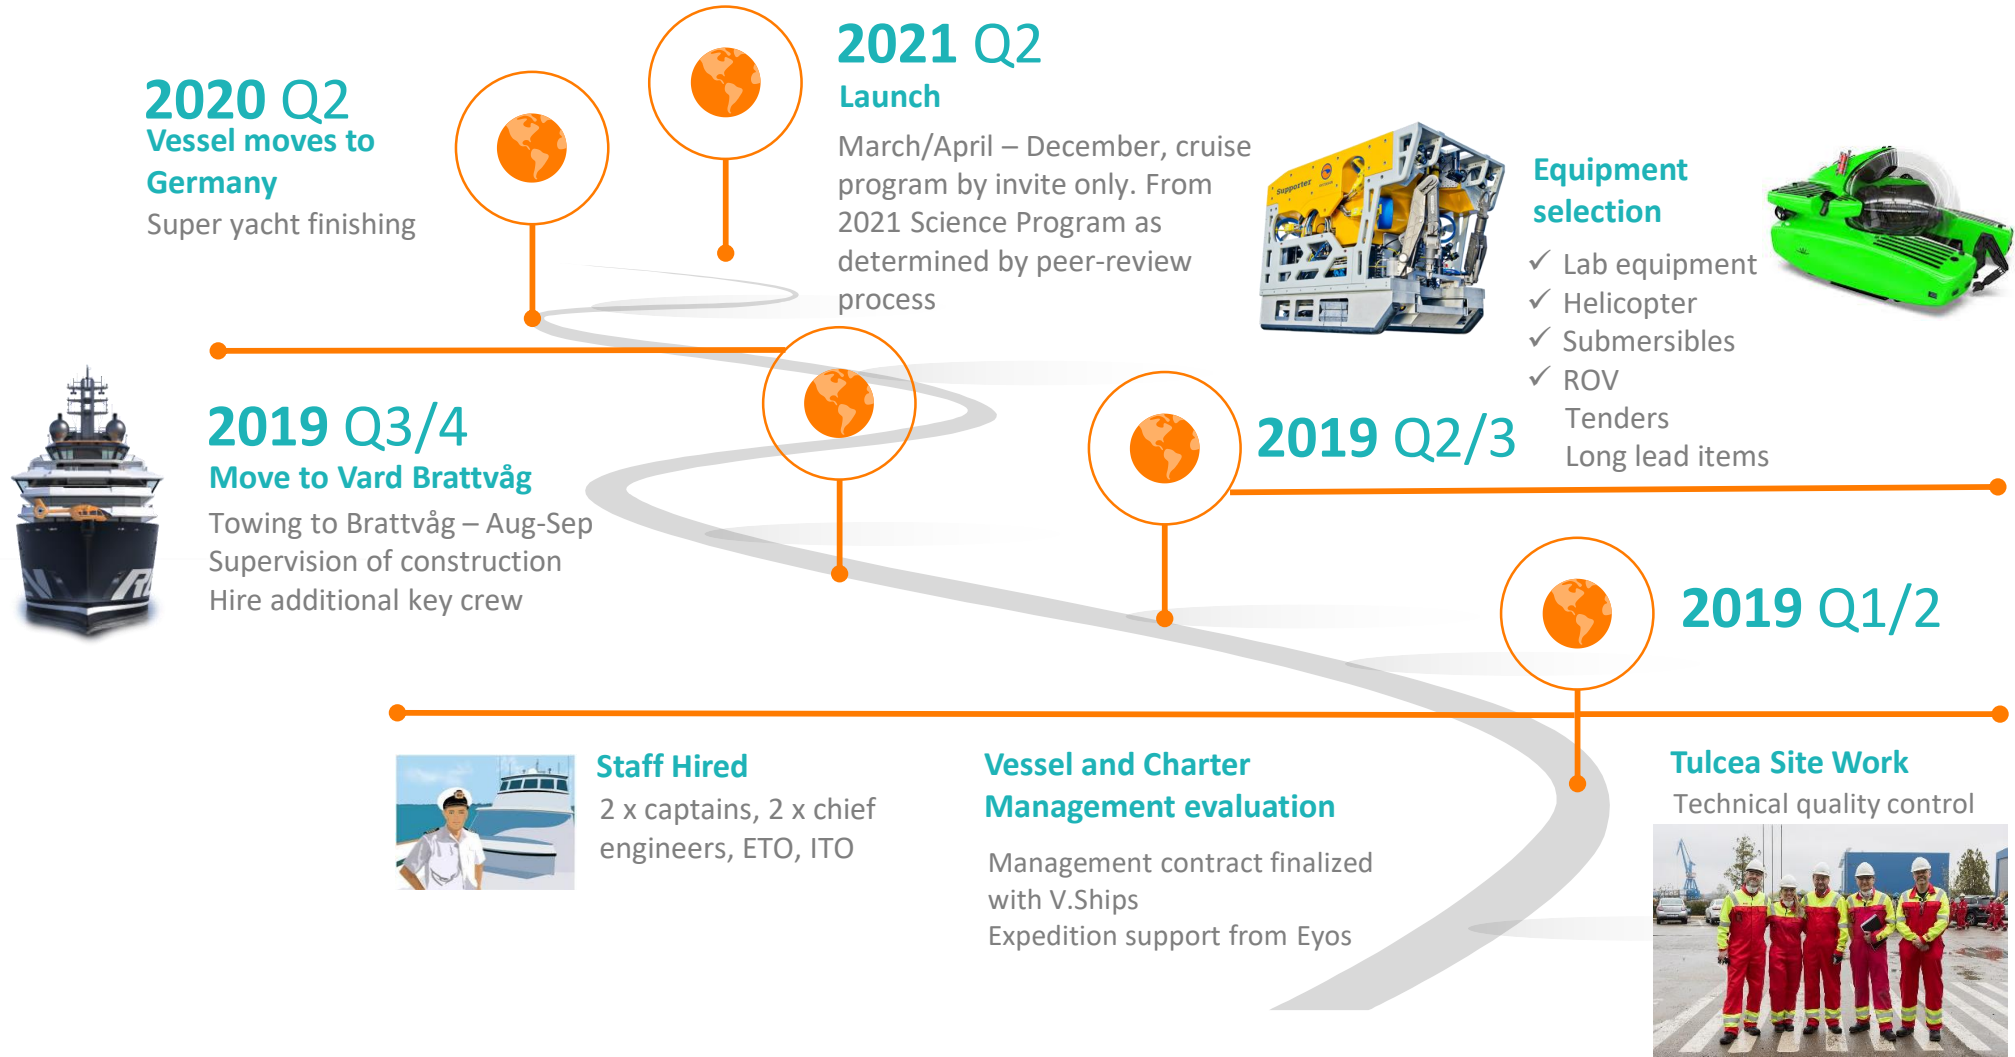 2020 Q2
Vessel moves to
Germany
Super yacht finishing
2021 Q2
Launch
March/April – December, cruise
program by invite only. From
2021 Science Program as
determined by peer-review
process
Supporter
Equipment
selection
✓ Lab equipment
✓ Helicopter
✓ Submersibles
✓ ROV
Tenders
Long lead items
2019 Q3/4
Move to Vard Brattvåg
Towing to Brattvåg – Aug-Sep
Supervision of construction
Hire additional key crew
2019 Q2/3
2019 Q1/2
Staff Hired
2 x captains, 2 x chief
engineers, ETO, ITO
Vessel and Charter
Management evaluation
Management contract finalized
with V.Ships
Expedition support from Eyos
Tulcea Site Work
Technical quality control